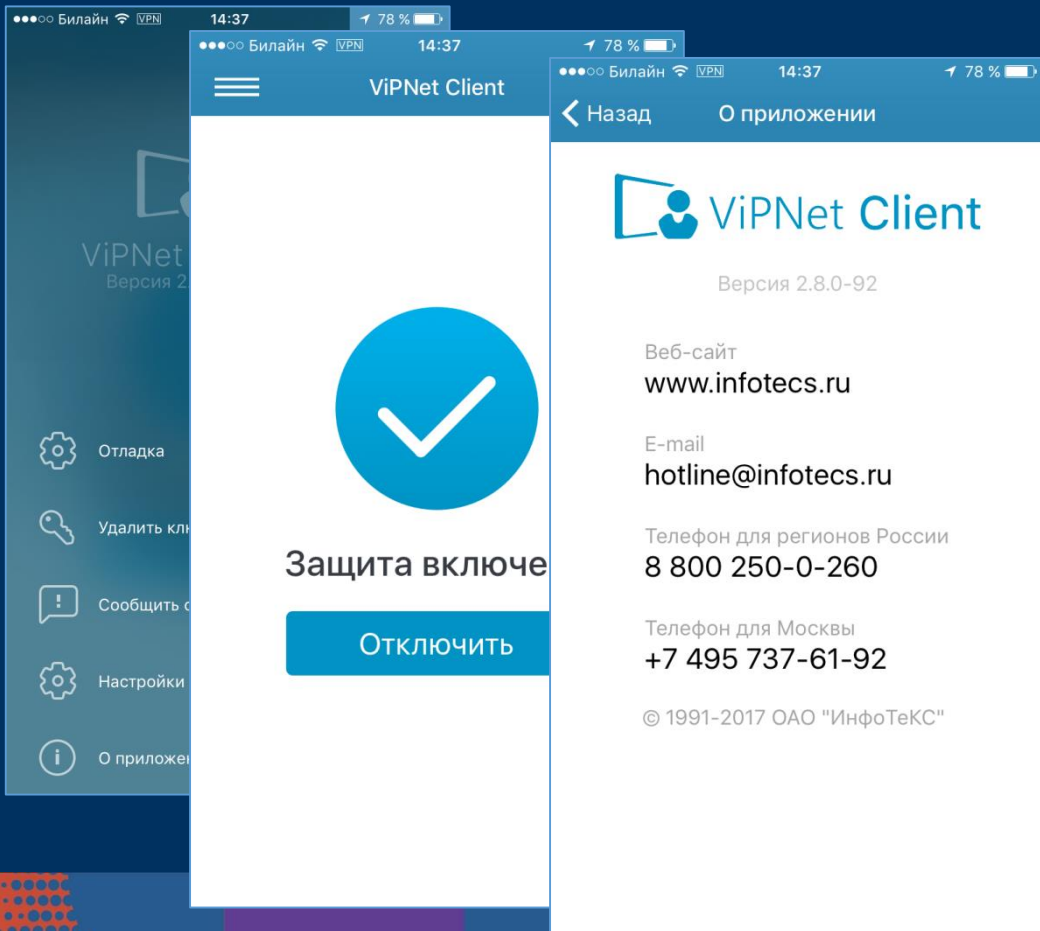 Билайн VPN 14:37 78 %
ViPNet
Версия 2.
Отладка
Удалить
Сообщить
Настройки
О
Билайн VPN 14:37 78 %
ViPNet Client
Защита
Отключить
Билайн VPN 14:37 78 %
Назад О приложении
ViPNet Client
Версия 2.8.0-92
Веб-сайт
www.infotecs.ru
E-mail
hotline@infotecs.ru
Телефон для регионов России
8 800 250-0-260
Телефон для Москвы
+7 495 737-61-92
© 1991-2017 ОАО "ИнфоТеКС"